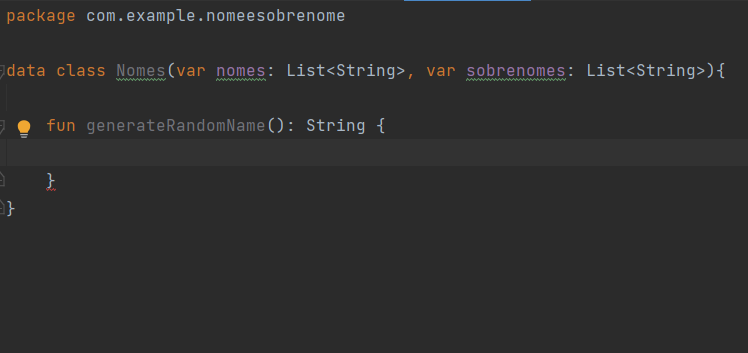 package com.example.nomeesobrenome
data class Nomes(var nomes: List<String>, var sobrenomes: List<String>){
fun generateRandomName(): String {
}
}